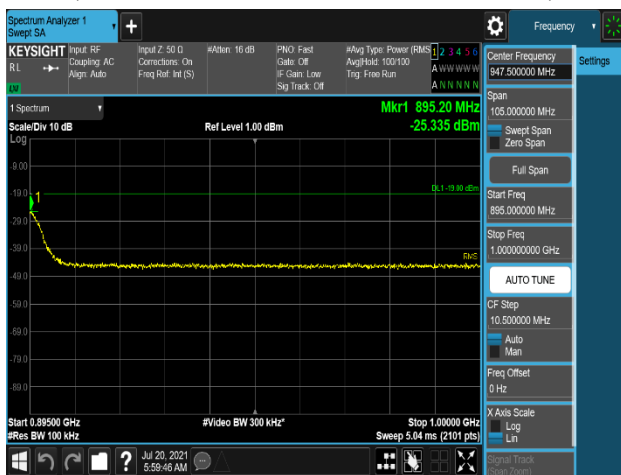 Spectrum Analyzer 1
Swept SA
+
Frequency
KEYSIGHT
RL
Input: RF
Coupling: AC
Align: Auto
Input Z: 50 Ω
Corrections: On
Freq Ref: Int (S)
#Atten: 16 dB
PNO: Fast
Gate: Off
IF Gain: Low
Sig Track: Off
#Avg Type: Power (RMS
Avg|Hold: 100/100
Trig: Free Run
1 2 3 4 5 6
A W W W W W
A N N N N N
1 Spectrum
Scale/Div 10 dB
Log
Ref Level 1.00 dBm
Mkr1 895.20 MHz
-25.335 dBm
-9.00
-19.0
-29.0
-39.0
-49.0
-59.0
-69.0
-79.0
-89.0
1
DL1 -19.00 dBm
RMS
Start 0.89500 GHz
#Res BW 100 kHz
#Video BW 300 kHz*
Stop 1.00000 GHz
Sweep 5.04 ms (2101 pts)
?
Jul 20, 2021
5:59:46 AM
Center Frequency
947.500000 MHz
Settings
Span
105.000000 MHz
Swept Span
Zero Span
Full Span
Start Freq
895.000000 MHz
Stop Freq
1.000000000 GHz
AUTO TUNE
CF Step
10.500000 MHz
Auto
Man
Freq Offset
0 Hz
X Axis Scale
Log
Lin
Signal Track
(Span Zoom)